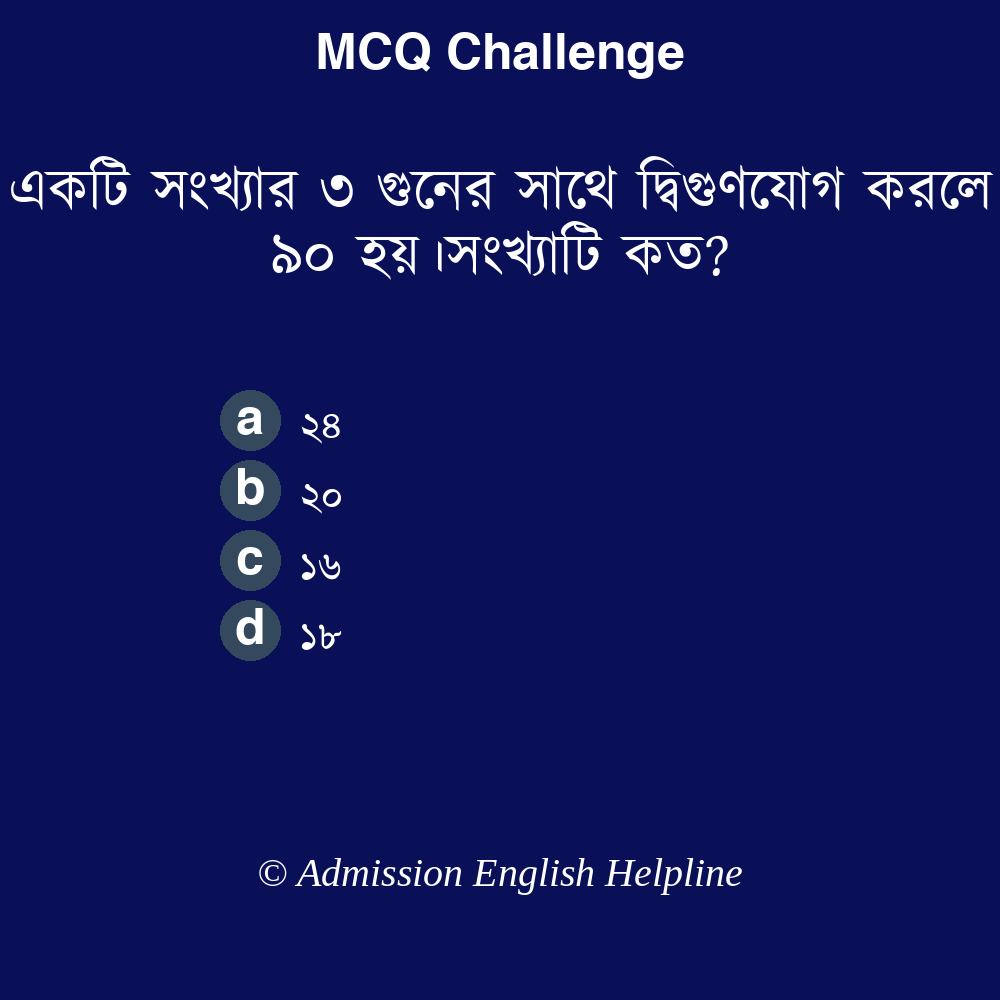 MCQ Challenge
একটি সংখ্যার ৩ গুনের সাথে দ্বিগুণযোগ করলে
৯০ হয়।সংখ্যাটি কত?
a ২৪
b ২০
c ১৬
d ১৮
© Admission English Helpline